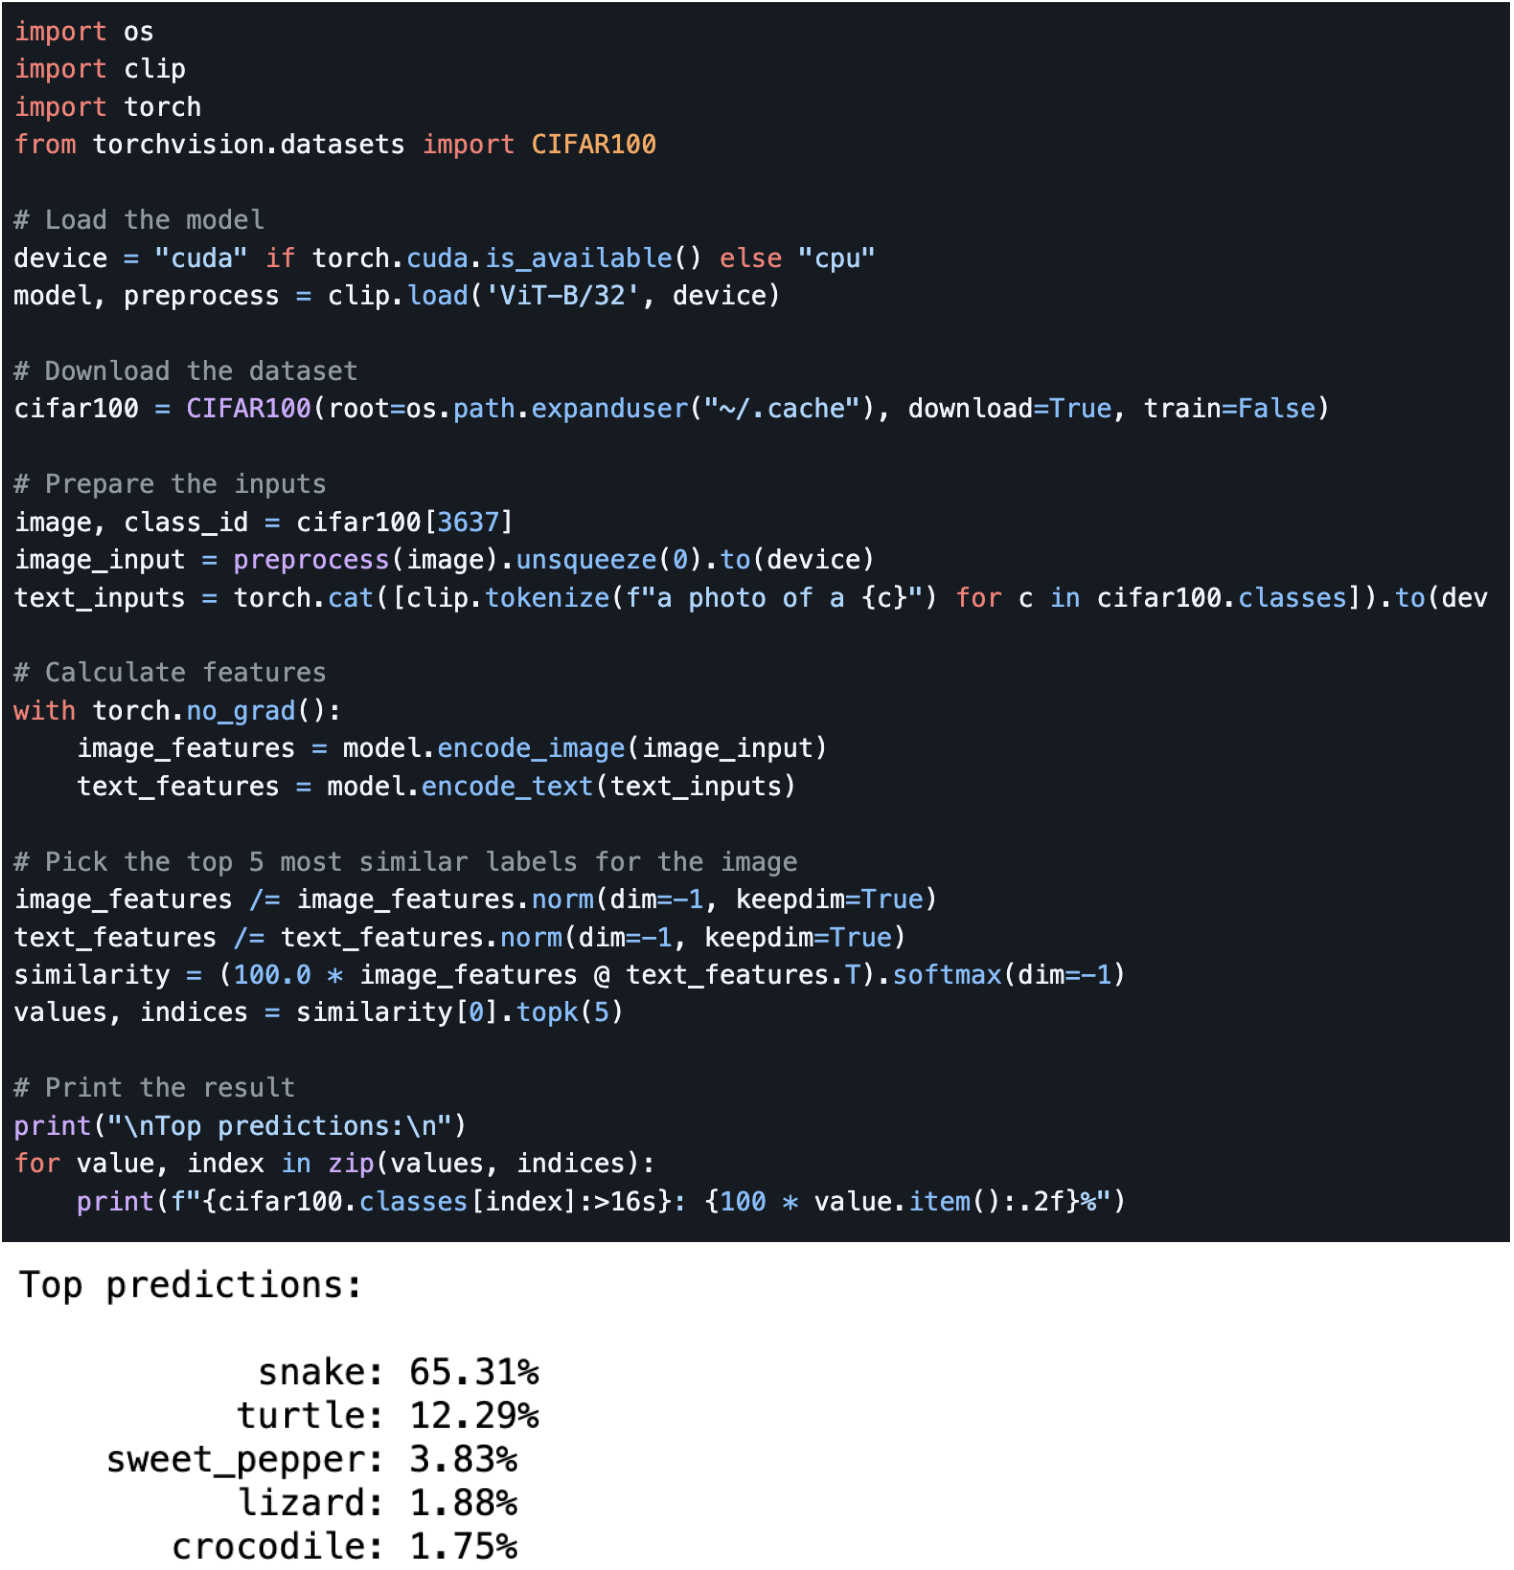 import os
import clip
import torch
from torchvision.datasets import CIFAR100
# Load the model
device = "cuda" if torch.cuda.is_available() else "cpu"
model, preprocess = clip.load('ViT-B/32', device)
# Download the dataset
cifar100 = CIFAR100(root=os.path.expanduser("~/.cache"), download=True, train=False)
# Prepare the inputs
image, class_id = cifar100[3637]
image_input = preprocess(image).unsqueeze(0).to(device)
text_inputs = torch.cat([clip.tokenize(f"a photo of a {c}") for c in cifar100.classes]).to(dev
# Calculate features
with torch.no_grad():
    image_features = model.encode_image(image_input)
    text_features = model.encode_text(text_inputs)
# Pick the top 5 most similar labels for the image
image_features /= image_features.norm(dim=-1, keepdim=True)
text_features /= text_features.norm(dim=-1, keepdim=True)
similarity = (100.0 * image_features @ text_features.T).softmax(dim=-1)
values, indices = similarity[0].topk(5)
# Print the result
print("\nTop predictions:\n")
for value, index in zip(values, indices):
    print(f"{cifar100.classes[index]:>16s}: {100 * value.item():.2f}%")
Top predictions:
snake: 65.31%
turtle: 12.29%
sweet_pepper: 3.83%
lizard: 1.88%
crocodile: 1.75%